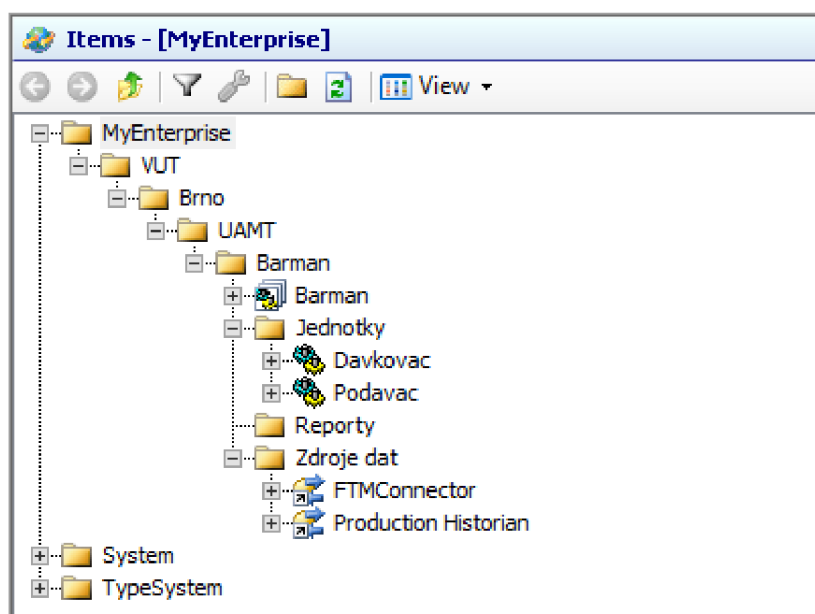 Items - [MyEnterprise]
View
MyEnterprise
VUT
Brno
UAMT
Barman
Barman
Jednotky
Davkovac
Podavac
Reporty
Zdroje dat
FTMConnector
Production Historian
System
TypeSystem